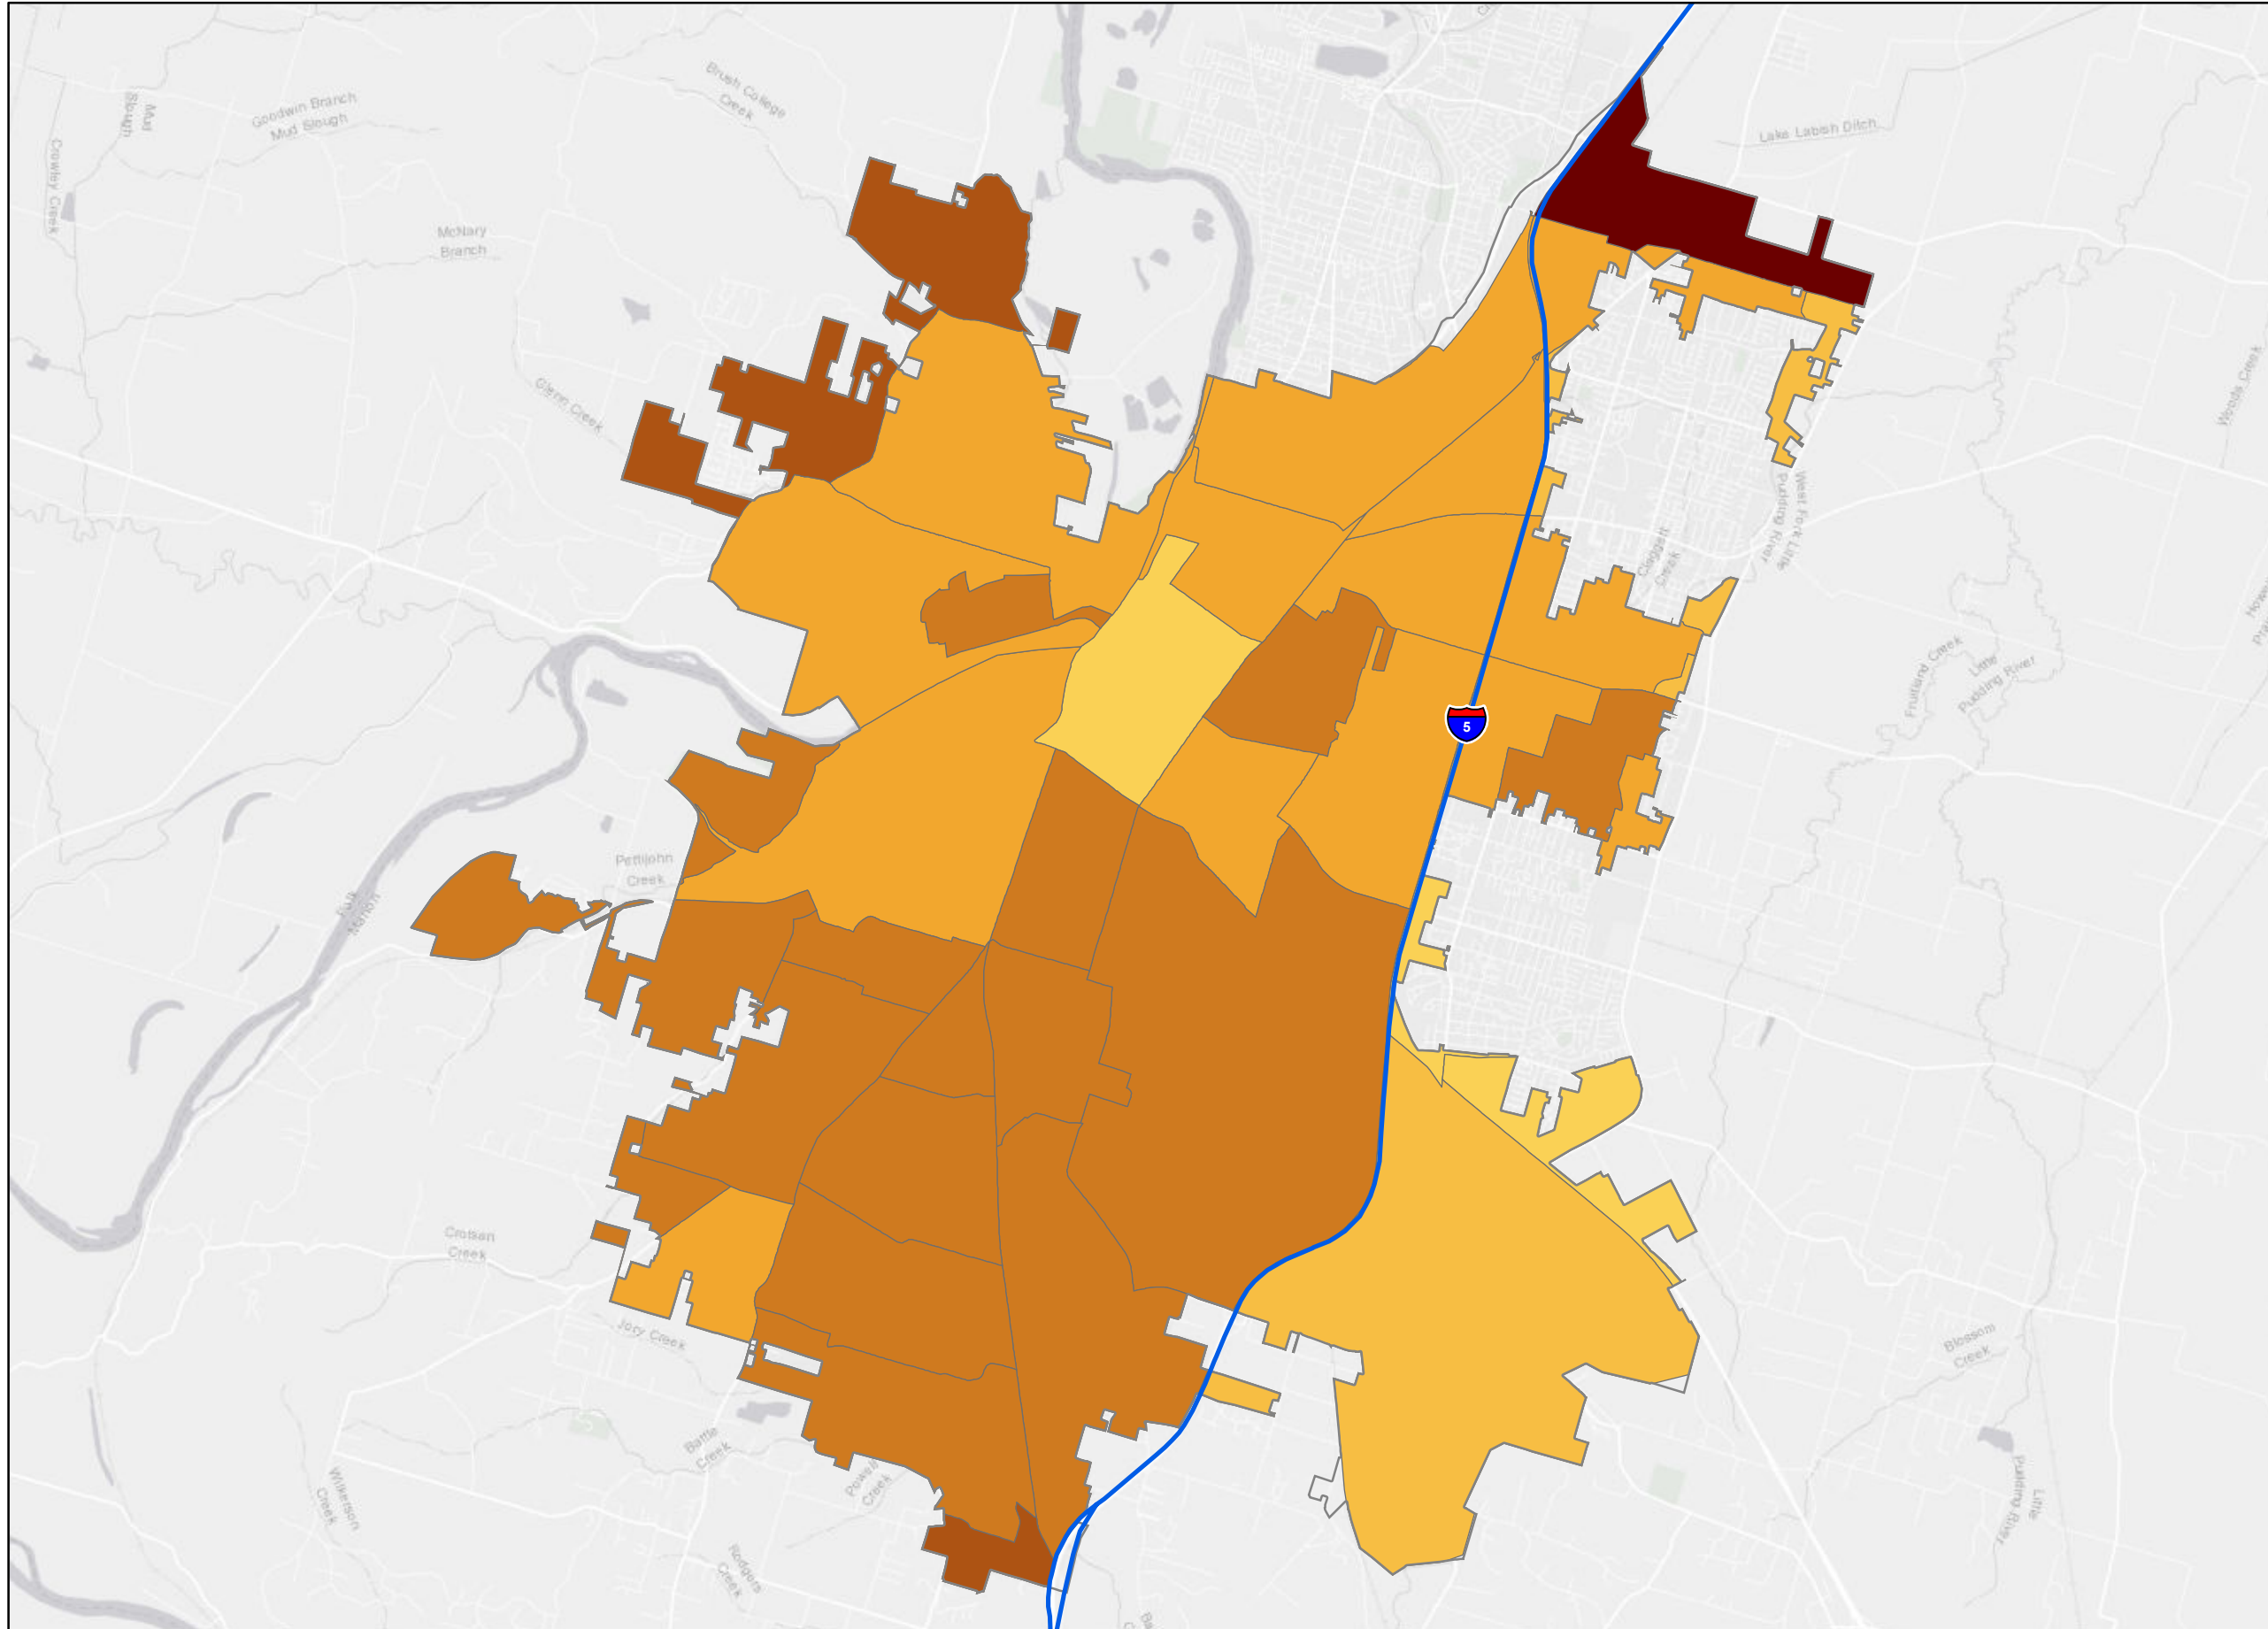 Brush College
Creek
Goodwin Branch
Mud Slough
Mud
Slough
Lake Labish Ditch
Crowley Creek
McNary
Branch
Glenn Creek
Woods Creek
West Fork Little
Pudding River
Claggett
Creek
Fruitland Creek
Little
Pudding River
5
Pettijohn
Creek
Croisan
Creek
Jory Creek
Blossom
Creek
Battle
Creek
Powell
Creek
Wilkerson
Creek
Rodgers
Creek
Little
Pudding River